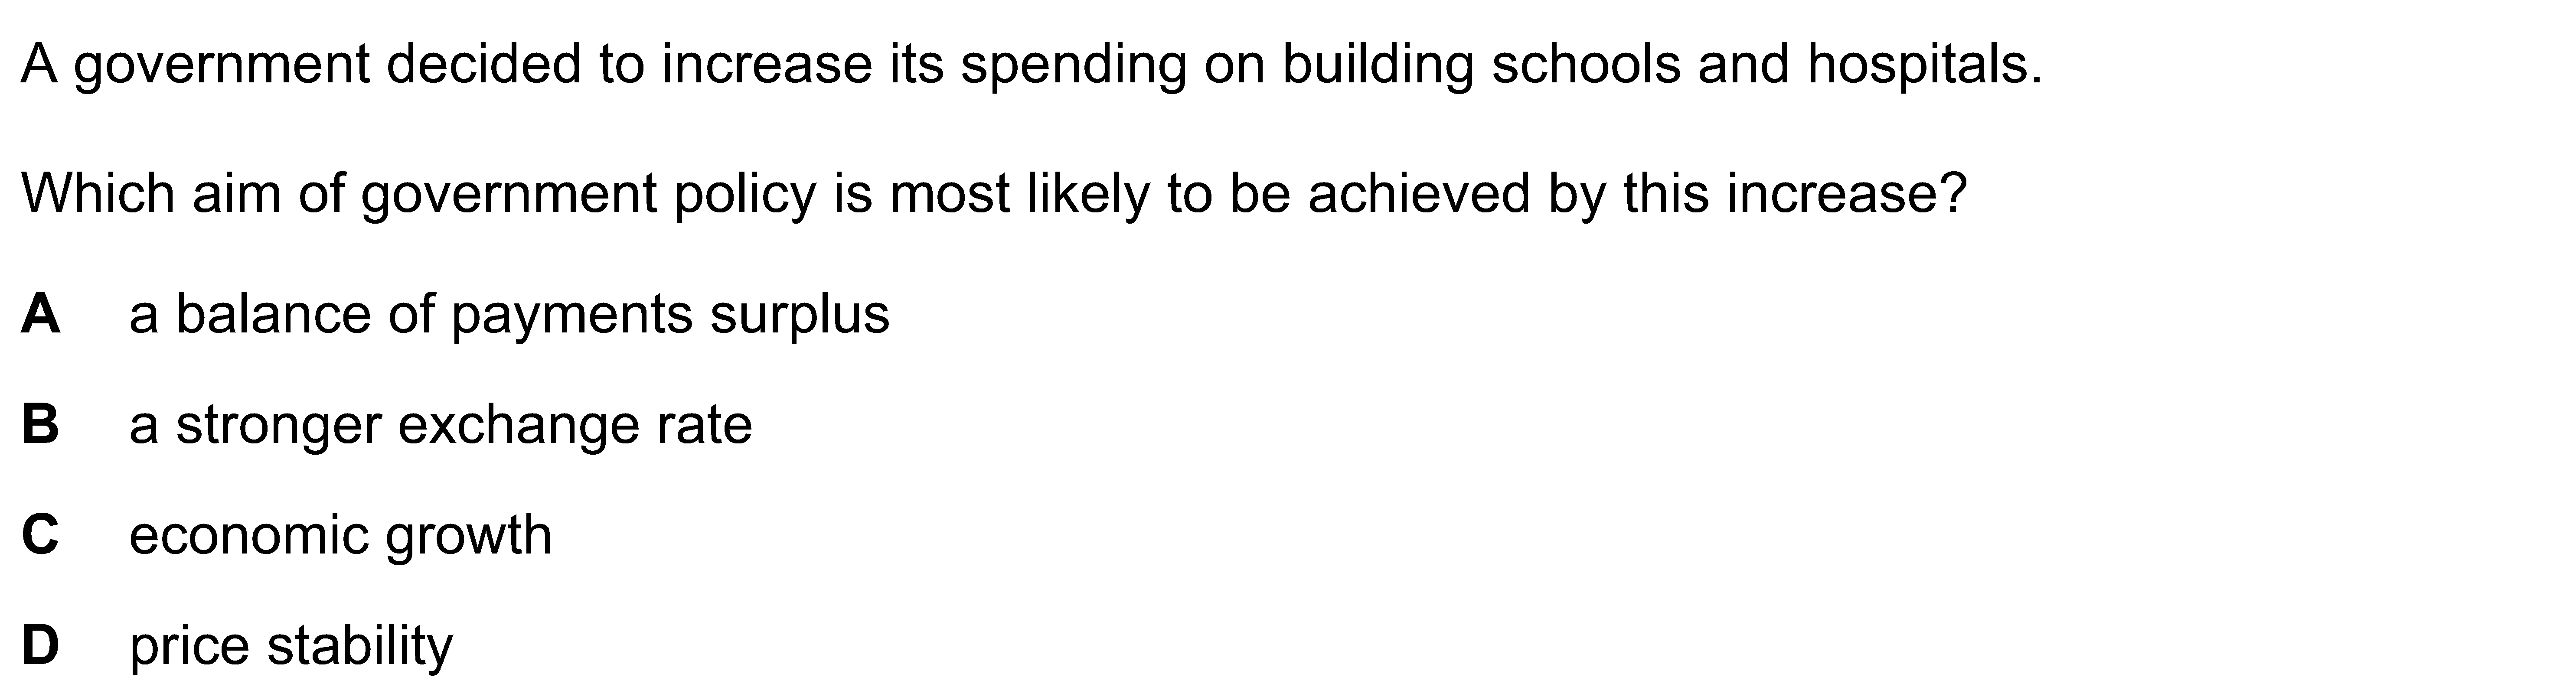 A government decided to increase its spending on building schools and hospitals.
Which aim of government policy is most likely to be achieved by this increase?
A a balance of payments surplus
B a stronger exchange rate
C economic growth
D price stability